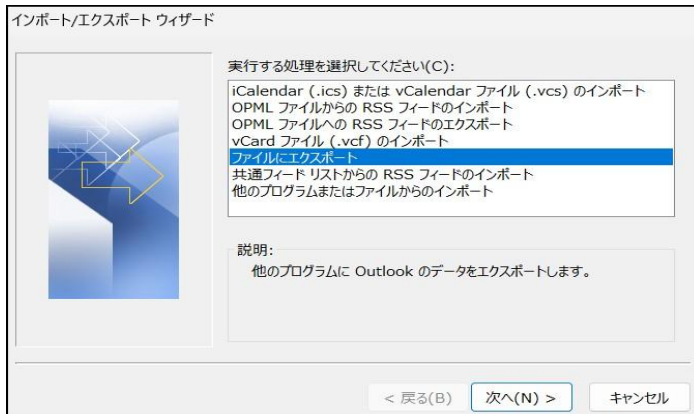 インポート/エクスポート ウィザード
実行する処理を選択してください(C):
iCalendar (.ics) または vCalendar ファイル (.vcs) のインポート
OPML ファイルからの RSS フィードのインポート
OPML ファイルへの RSS フィードのエクスポート
vCard ファイル (.vcf) のインポート
ファイルにエクスポート
共通フィード リストからの RSS フィードのインポート
他のプログラムまたはファイルからのインポート
説明:
他のプログラムに Outlook のデータをエクスポートします。
< 戻る(B)
次へ(N) >
キャンセル